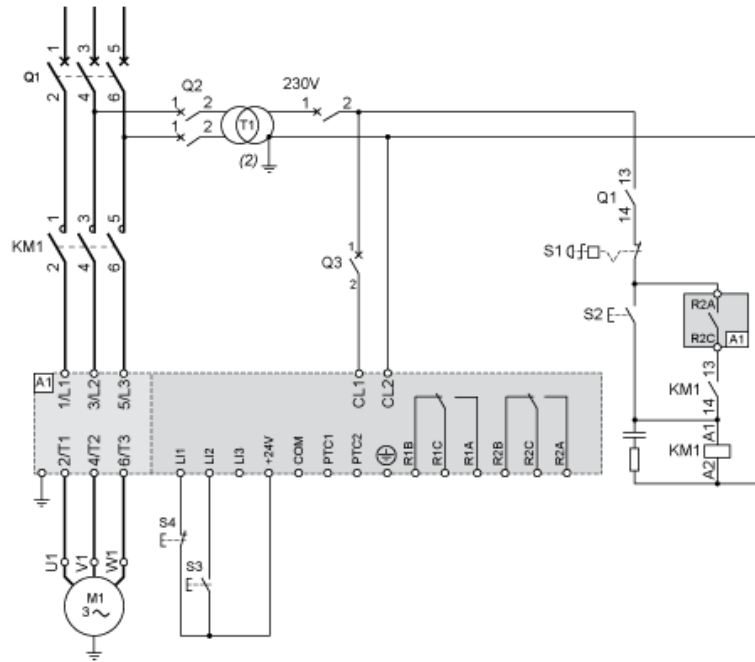 1 3 5
Q1
2 4 6
Q2
1 2
1 2
T1
(2)
230V
1 2
13
Q1
14
1 3 5
KM1
2 4 6
1
Q3
2
S1
S2
R2A
R2C
A1
13
KM1
14
A1
KM1
A2
A1
1/L1 3/L2 5/L3
CL1 CL2
2/T1 4/T2 6/T3
LI1 LI2 LI3 +24V COM PTC1 PTC2 R1B R1C R1A R2B R2C R2A
S4
S3
U1 V1 W1
M1
3